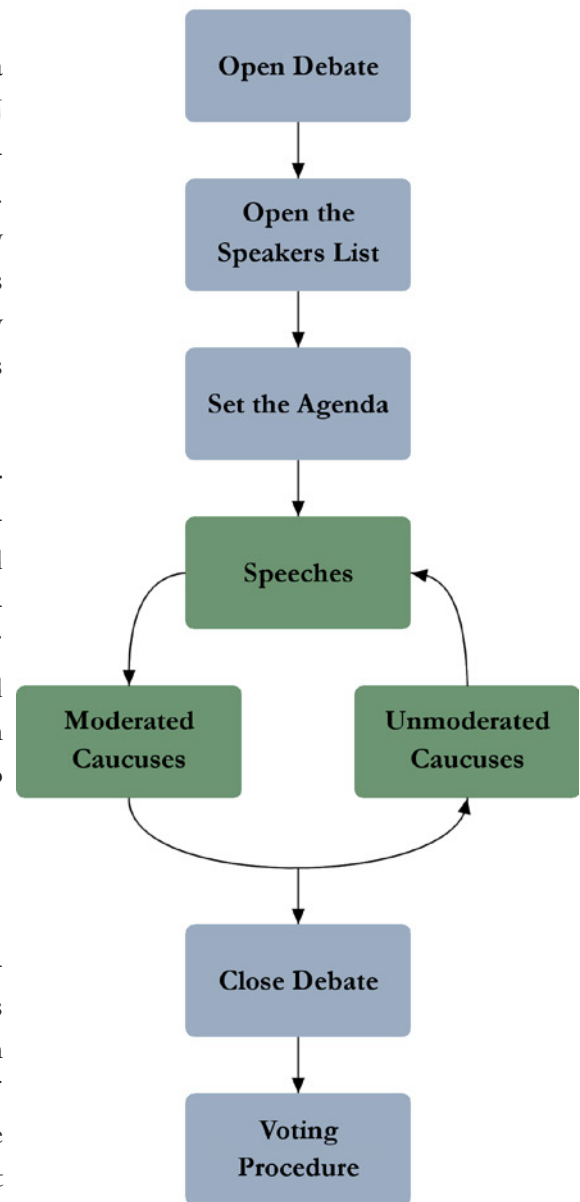 Open Debate
Open the
Speakers List
Set the Agenda
Speeches
Moderated
Caucuses
Unmoderated
Caucuses
Close Debate
Voting
Procedure